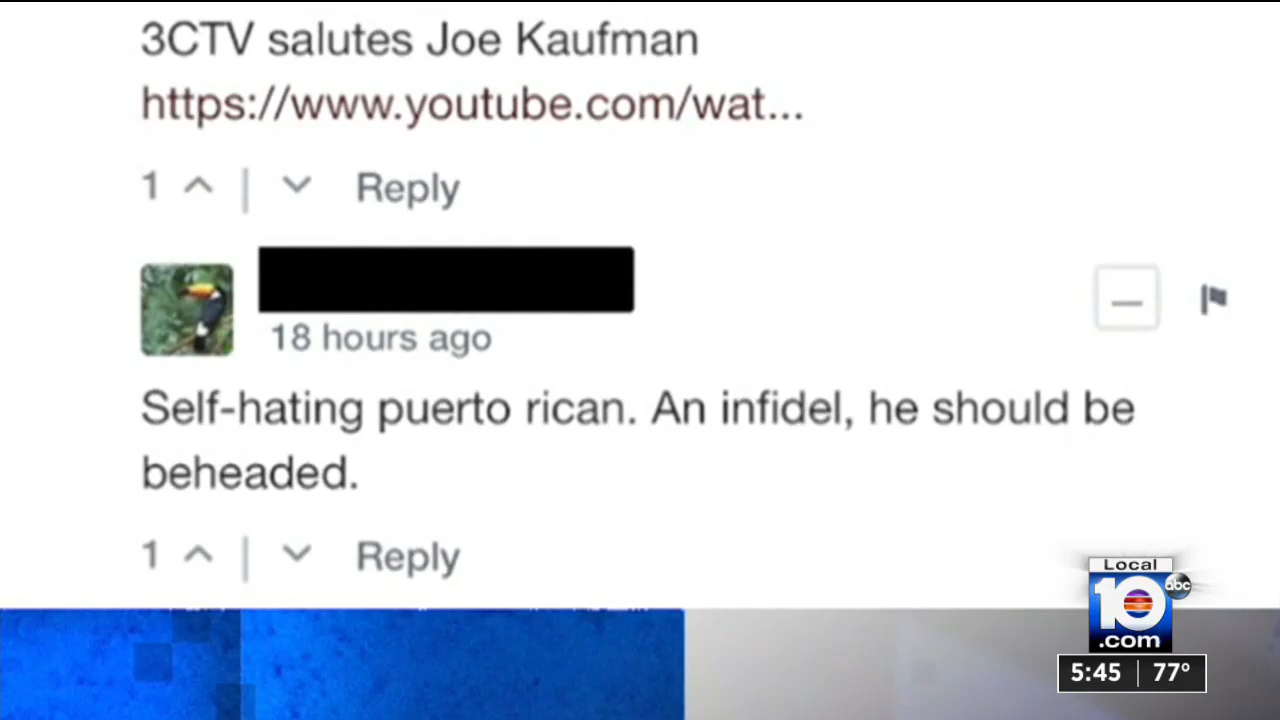 3CTV salutes Joe Kaufman
https://www.youtube.com/wat...
1 | Reply
18 hours ago
Self-hating puerto rican. An infidel, he should be
beheaded.
1 | Reply
Local
10 abc
.com
5:45 | 77°